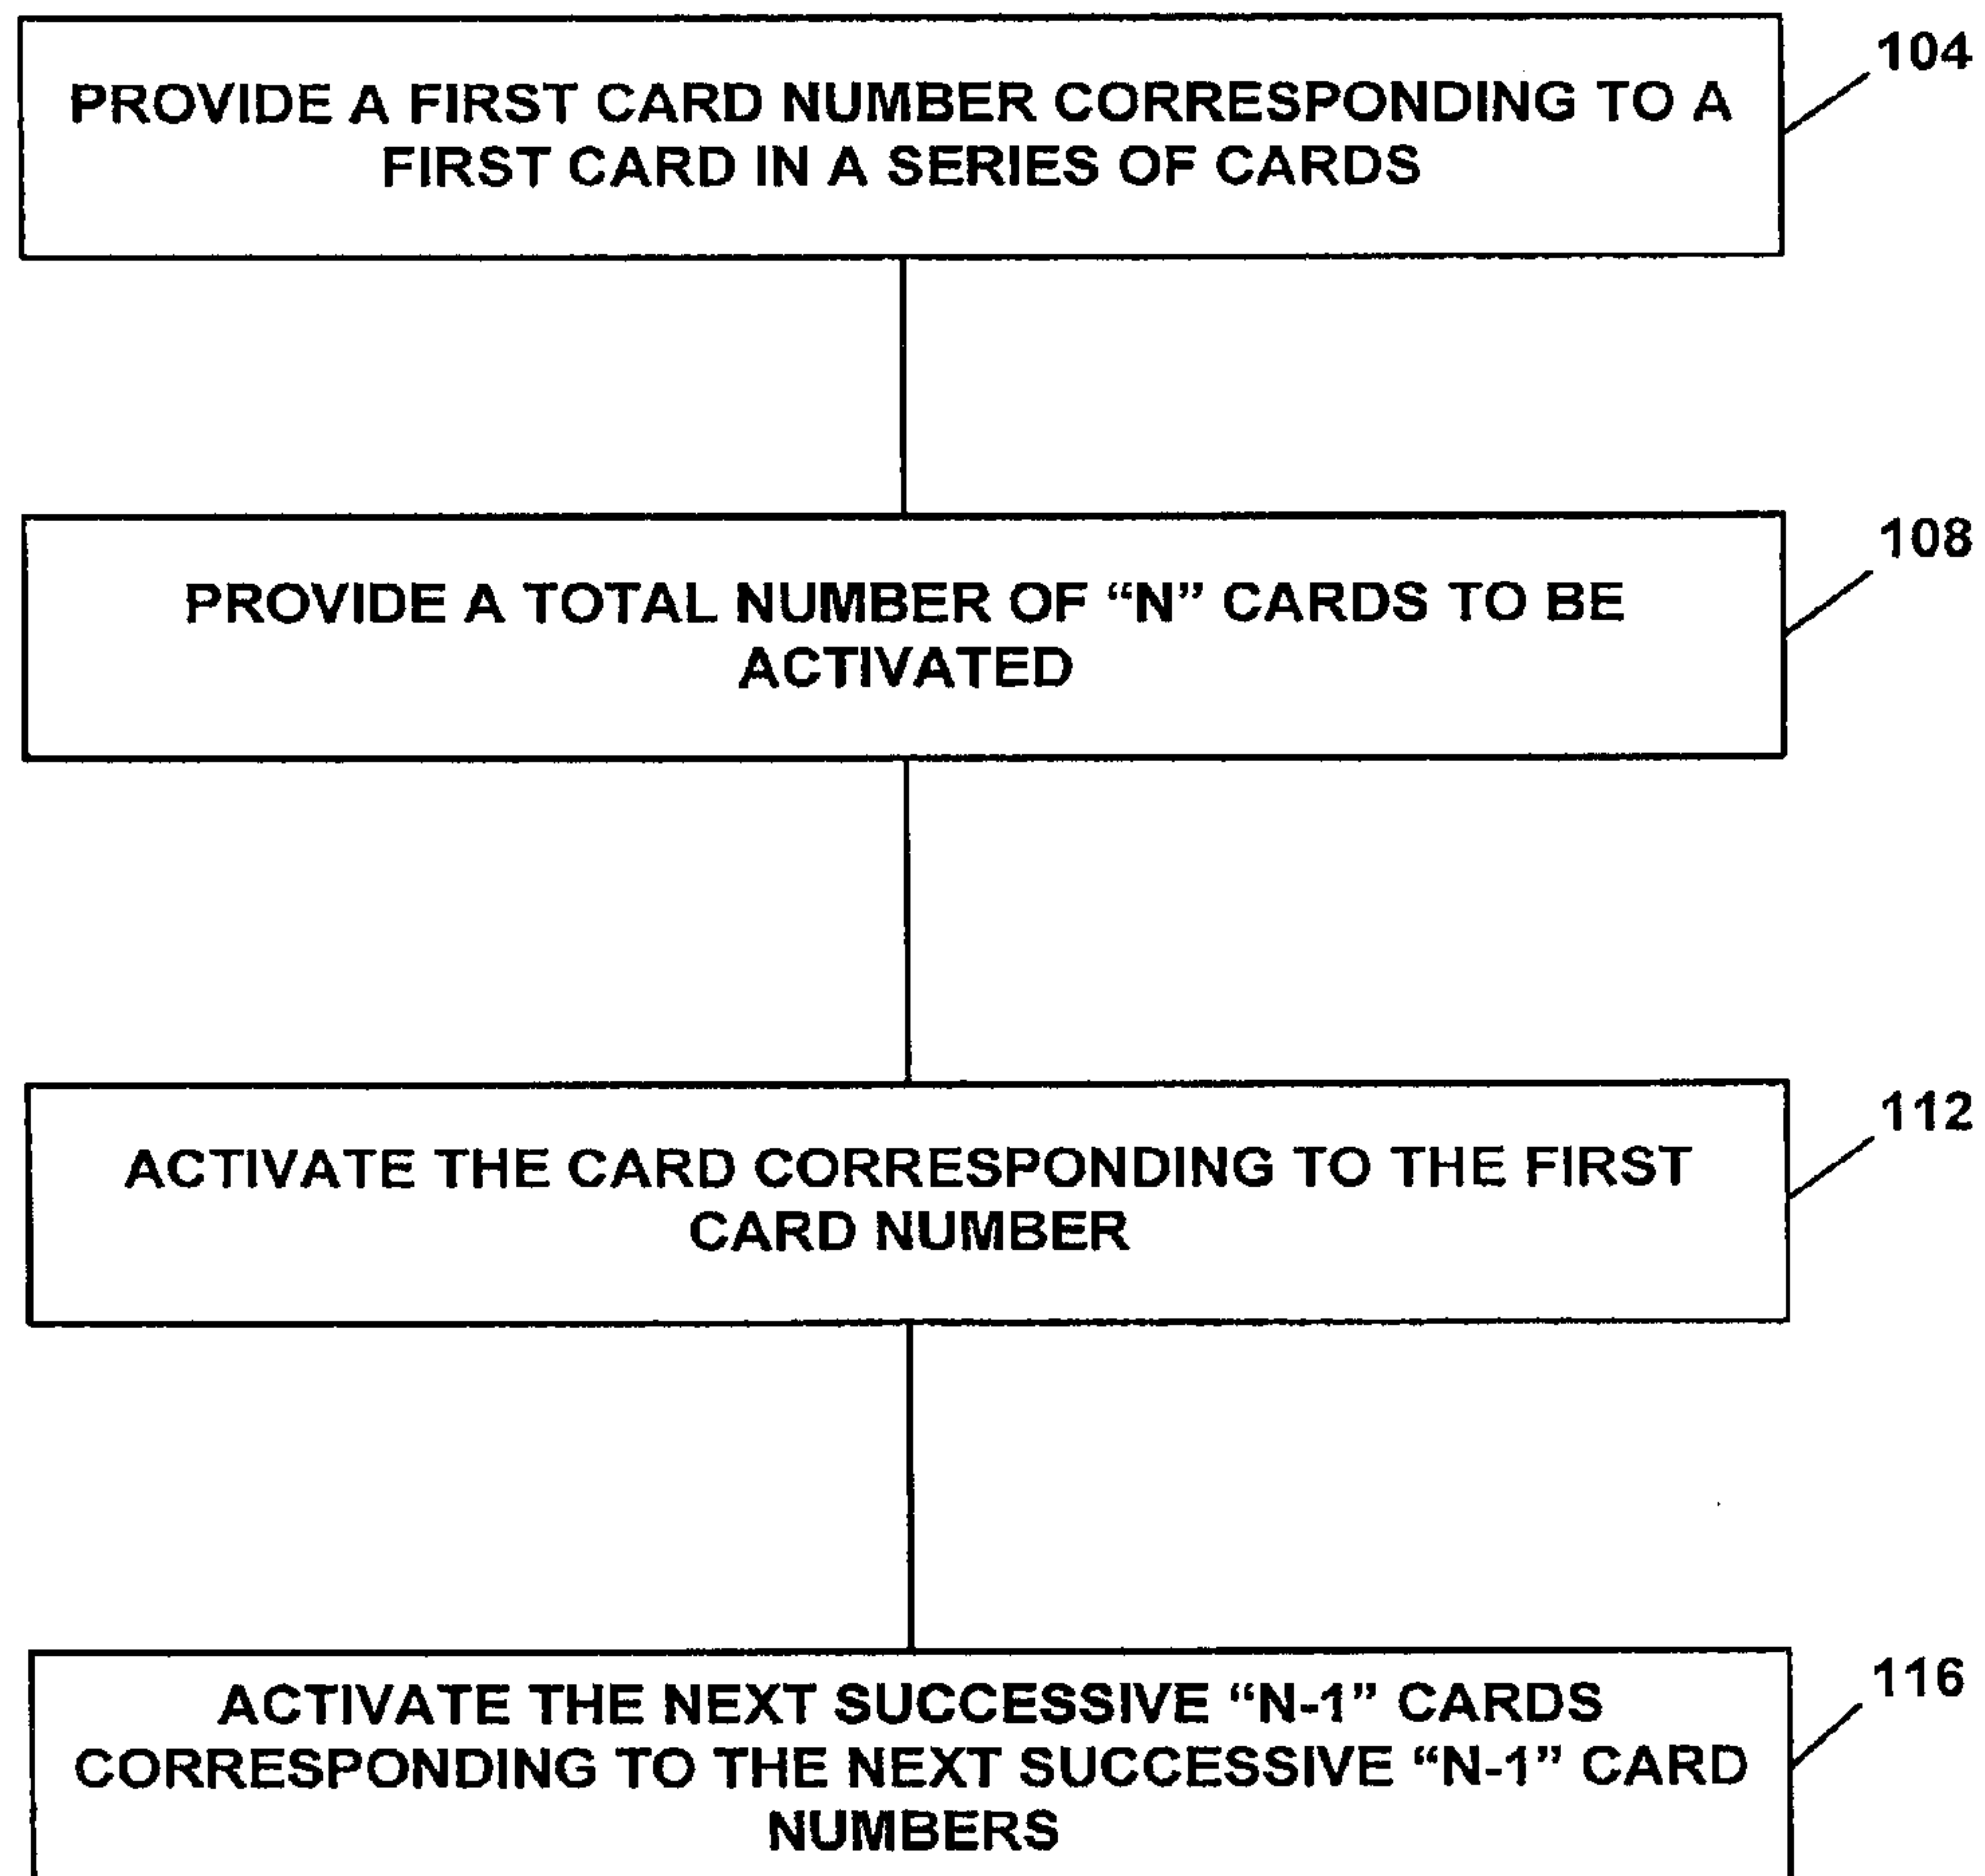 104
PROVIDE A FIRST CARD NUMBER CORRESPONDING TO A
FIRST CARD IN A SERIES OF CARDS
108
PROVIDE A TOTAL NUMBER OF “N” CARDS TO BE
ACTIVATED
112
ACTIVATE THE CARD CORRESPONDING TO THE FIRST
CARD NUMBER
116
ACTIVATE THE NEXT SUCCESSIVE “N-1” CARDS
CORRESPONDING TO THE NEXT SUCCESSIVE “N-1” CARD
NUMBERS